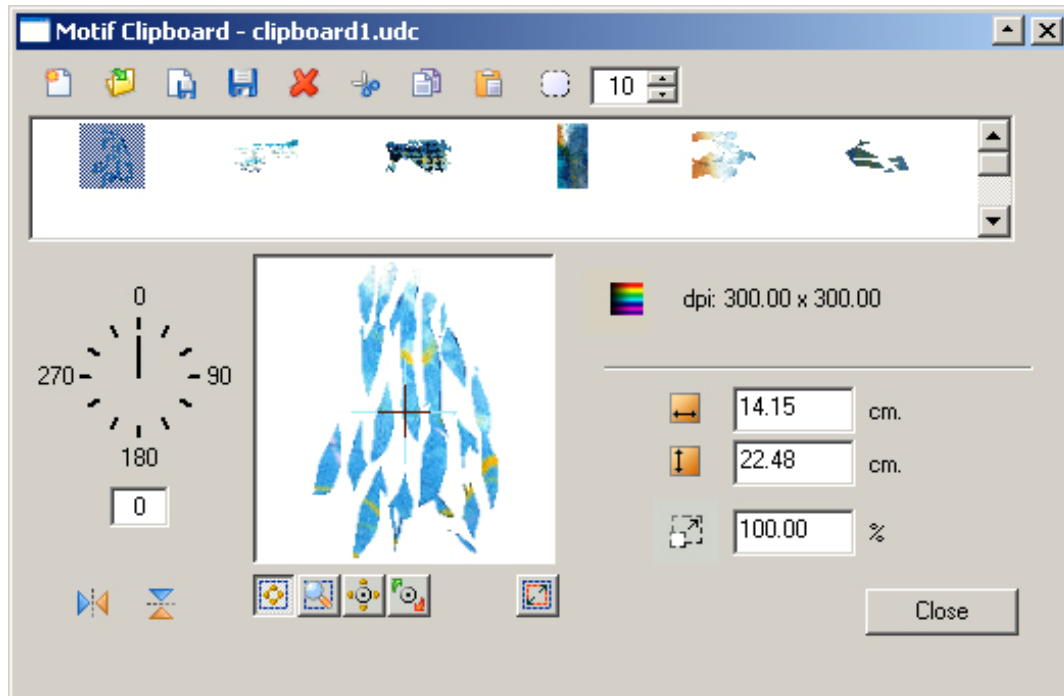 Motif Clipboard - clipboard1.udc
10
0
270
90
180
0
dpi: 300.00 x 300.00
14.15 cm.
22.48 cm.
100.00 %
Close